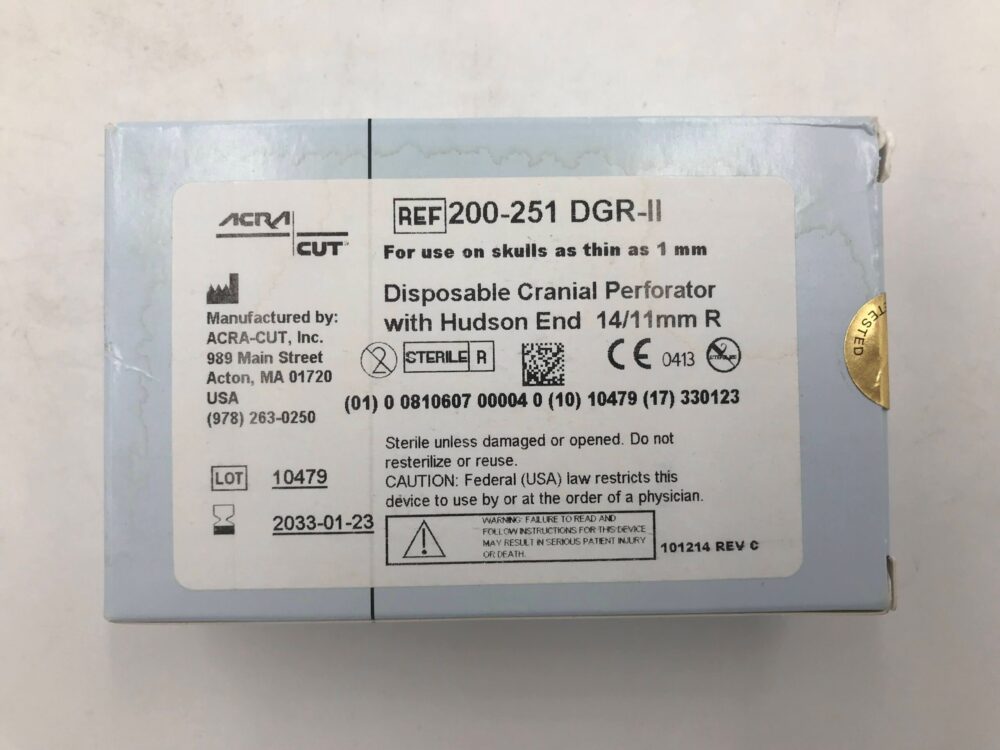 ACRA
CUT
REF 200-251 DGR-II
For use on skulls as thin as 1 mm
Disposable Cranial Perforator
with Hudson End 14/11mm R
Manufactured by:
ACRA-CUT, Inc.
989 Main Street
Acton, MA 01720
USA
(978) 263-0250
STERILE R
CE 0413
(01) 0 0810607 00004 0 (10) 10479 (17) 330123
Sterile unless damaged or opened. Do not
resterilize or reuse.
CAUTION: Federal (USA) law restricts this
device to use by or at the order of a physician.
LOT 10479
2033-01-23
WARNING: FAILURE TO READ AND
FOLLOW INSTRUCTIONS FOR THIS DEVICE
MAY RESULT IN SERIOUS PATIENT INJURY
OR DEATH.
101214 REV C
TESTED